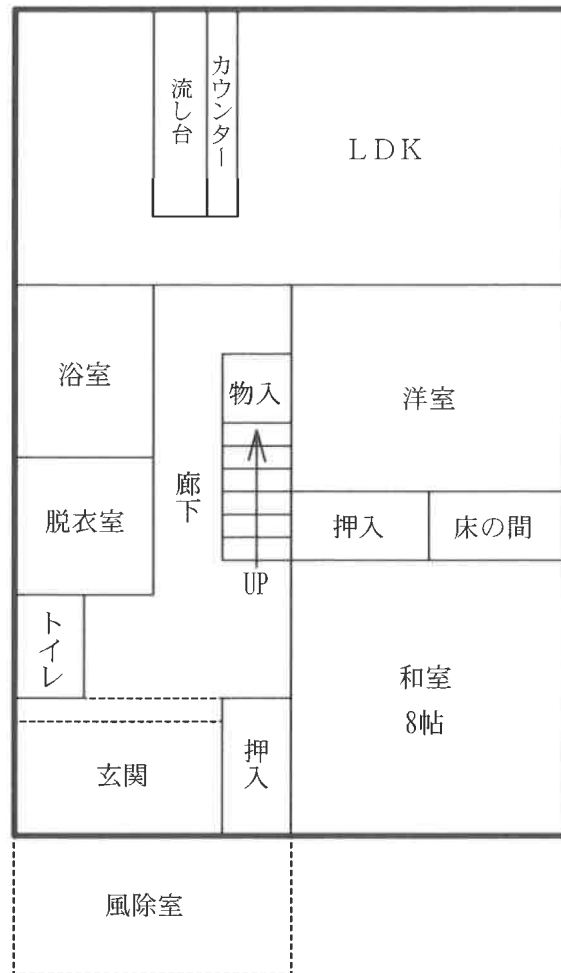 流し台
カウンター
LDK
浴室
物入
洋室
廊下
脱衣室
押入
床の間
UP
トイレ
和室
8帖
押入
玄関
風除室